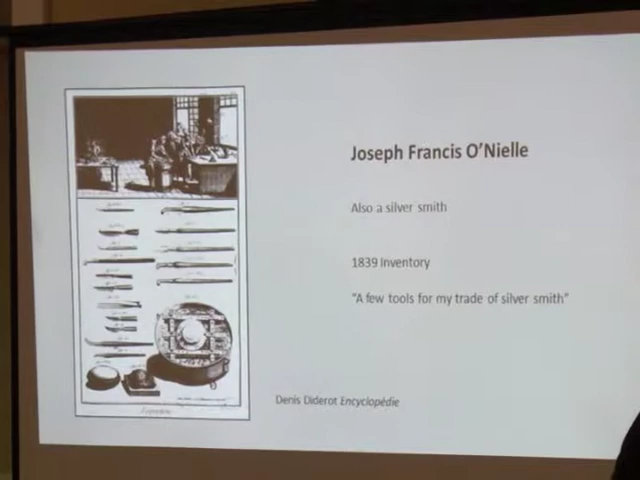 Joseph Francis O'Nielle
Also a silver smith
1839 Inventory
"A few tools for my trade of silver smith"
Denis Diderot Encyclopédie